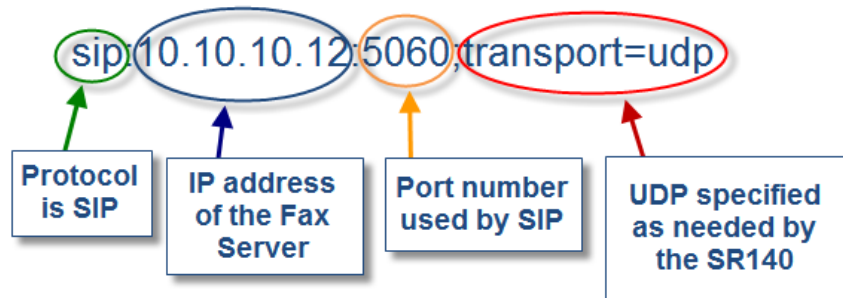 sip:10.10.10.12:5060;transport=udp
Protocol
is SIP
IP address
of the Fax
Server
Port number
used by SIP
UDP specified
as needed by
the SR140